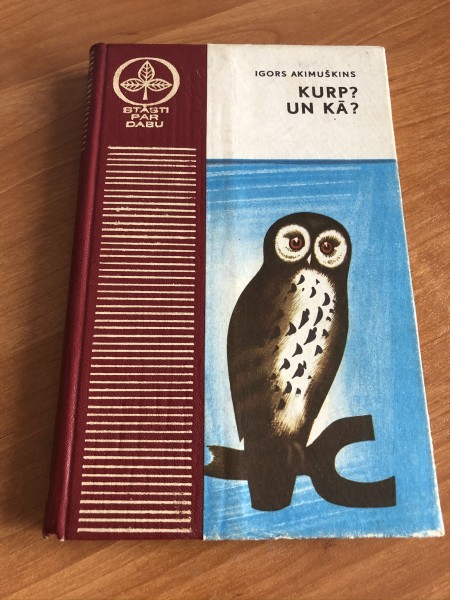 STĀSTI
PAR
DABU
IGORS AKIMUŠKINS
KURP?
UN KĀ?